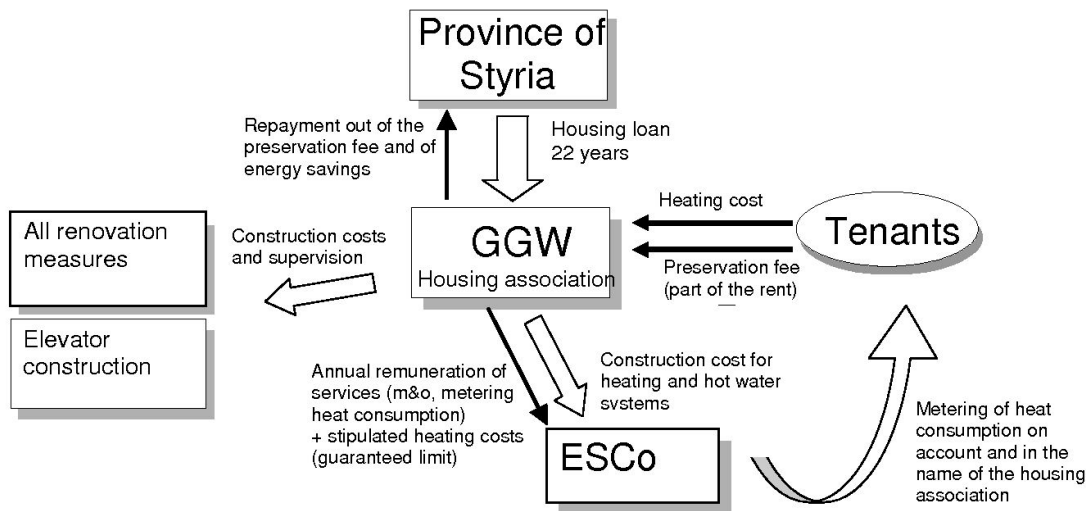 Province of
Styria
Repayment out of the
preservation fee and of
energy savings
Housing loan
22 years
Heating cost
Tenants
Preservation fee
(part of the rent)
GGW
Housing association
All renovation
measures
Construction costs
and supervision
Elevator
construction
Annual remuneration of
services (m&o, metering
heat consumption)
+ stipulated heating costs
(guaranteed limit)
Construction cost for
heating and hot water
systems
ESCo
Metering of heat
consumption on
account and in the
name of the housing
association